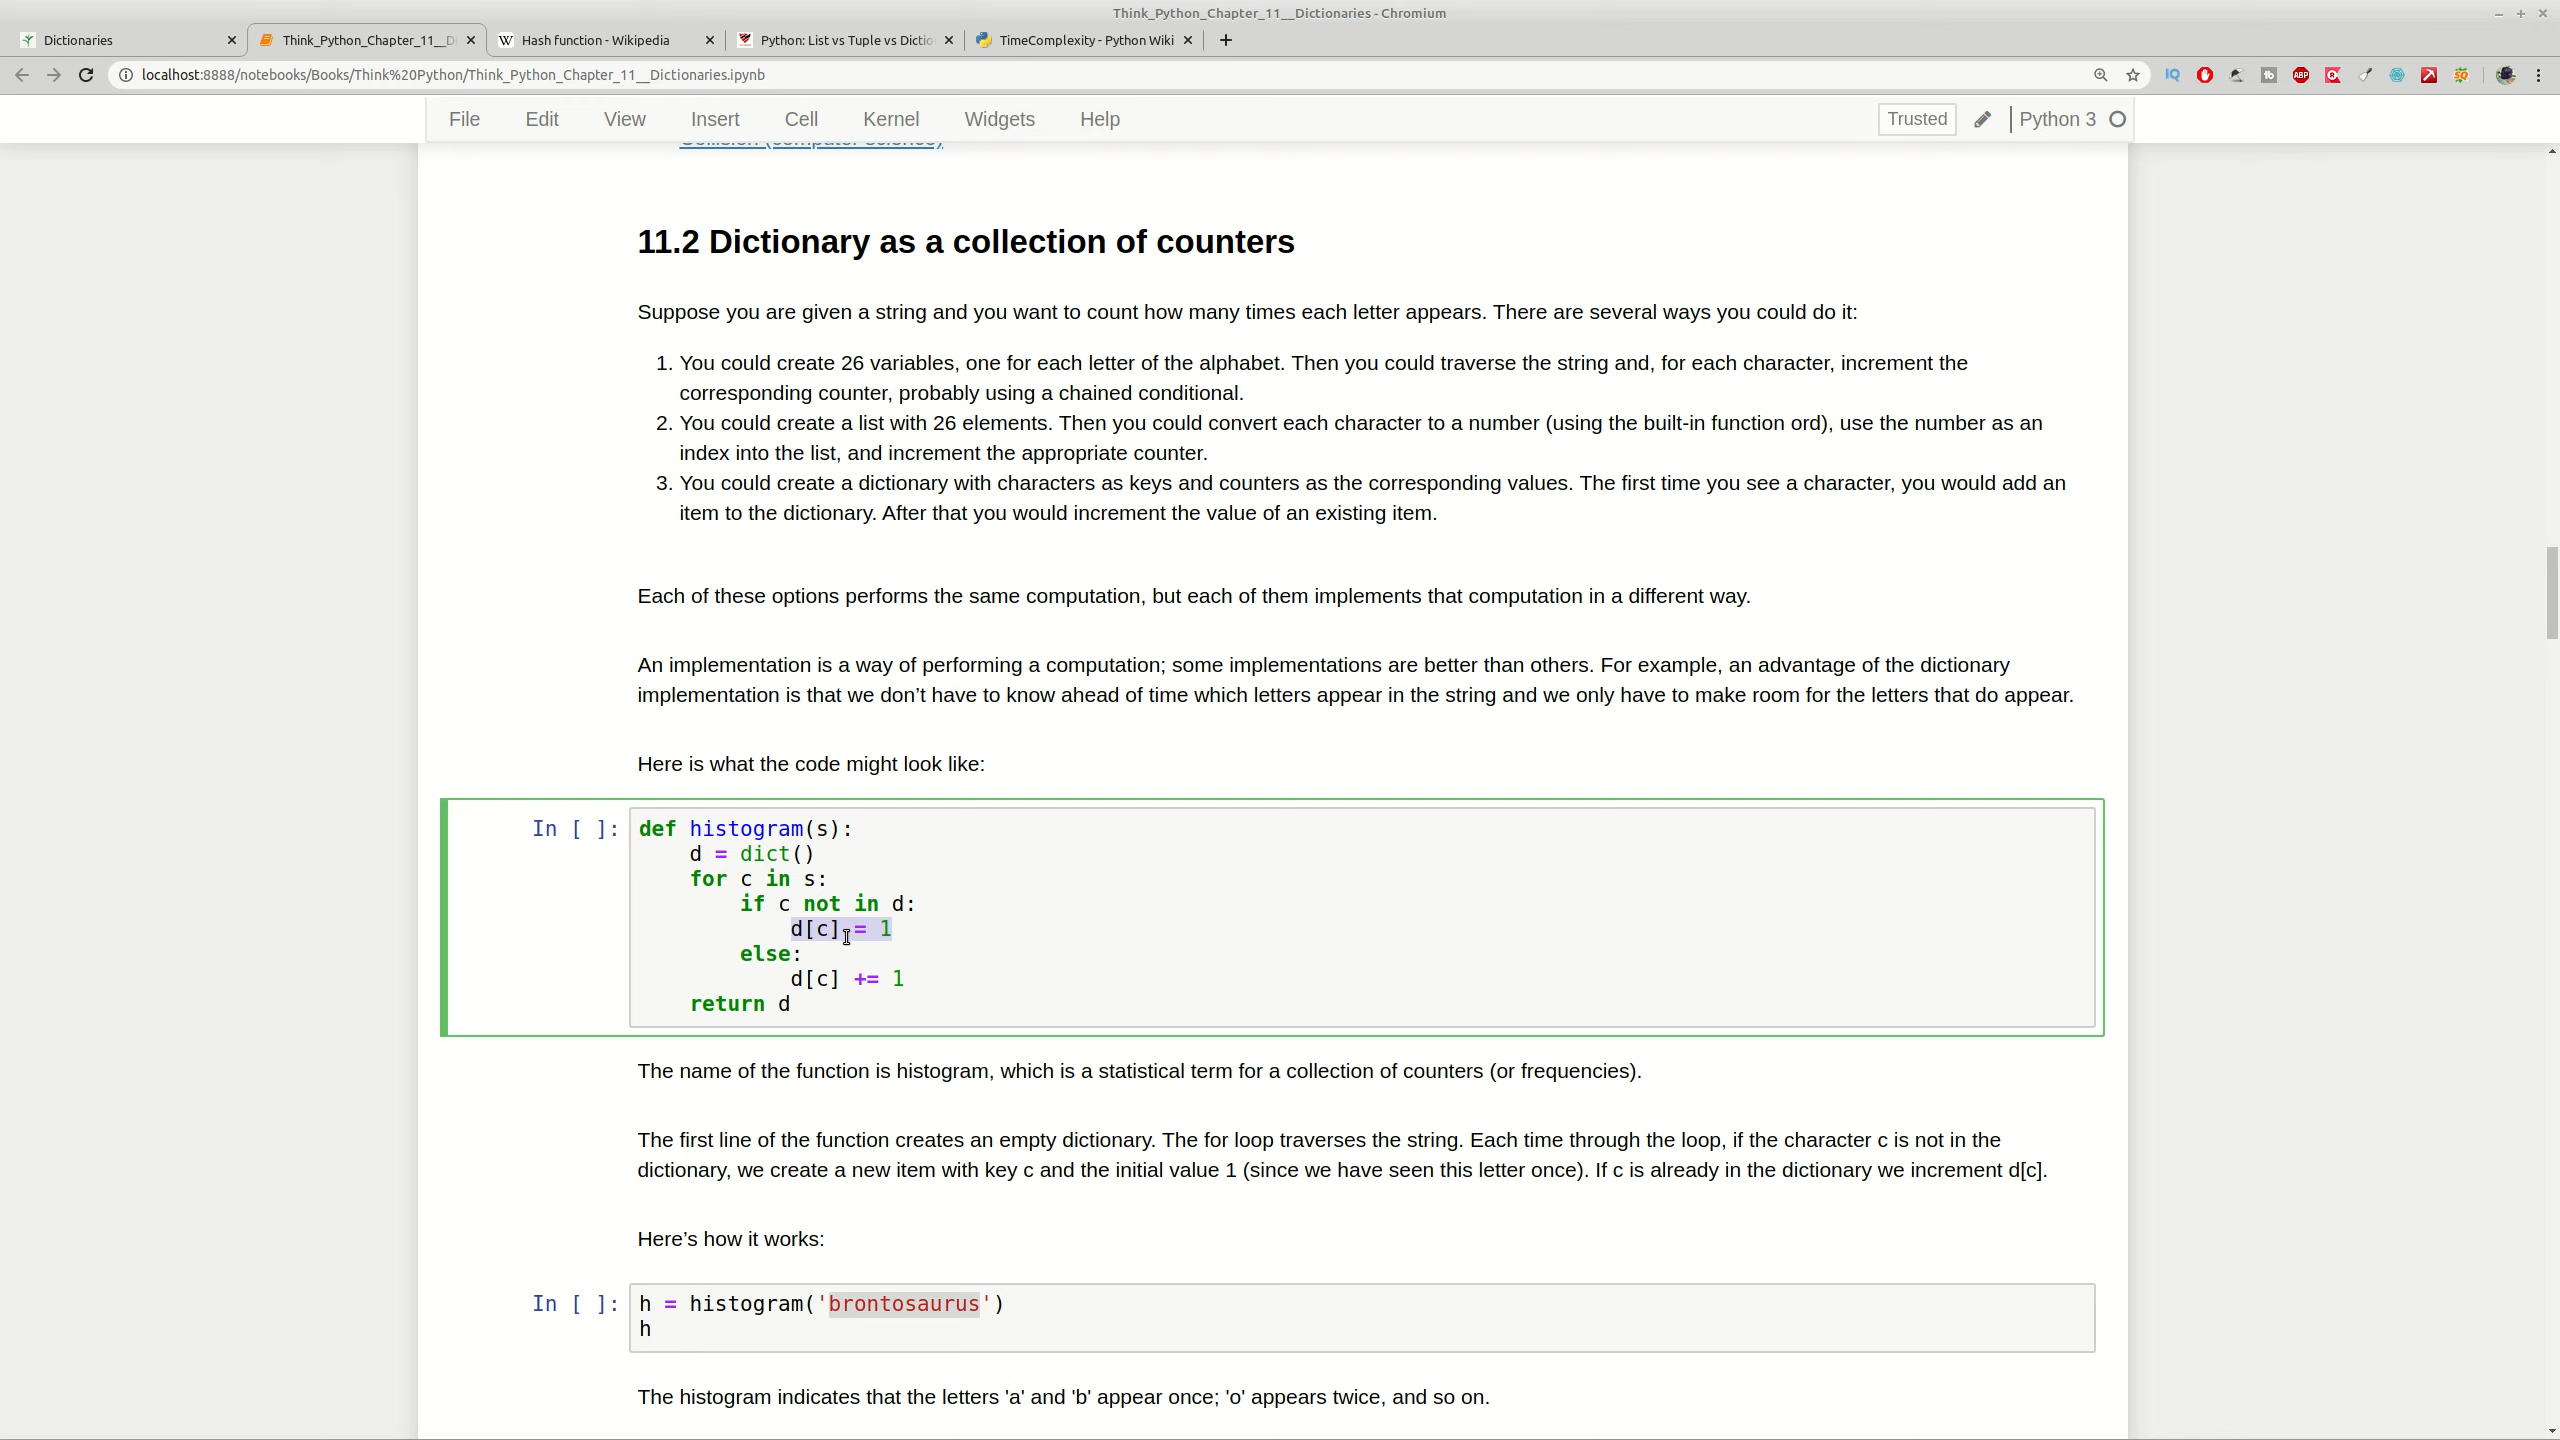 Think_Python_Chapter_11__Dictionaries - Chromium
Dictionaries
Think_Python_Chapter_11__D
Hash function - Wikipedia
Python: List vs Tuple vs Dictio
TimeComplexity - Python Wiki
localhost:8888/notebooks/Books/Think%20Python/Think_Python_Chapter_11__Dictionaries.ipynb
File Edit View Insert Cell Kernel Widgets Help Trusted Python 3
11.2 Dictionary as a collection of counters
Suppose you are given a string and you want to count how many times each letter appears. There are several ways you could do it:
1. You could create 26 variables, one for each letter of the alphabet. Then you could traverse the string and, for each character, increment the
corresponding counter, probably using a chained conditional.
2. You could create a list with 26 elements. Then you could convert each character to a number (using the built-in function ord), use the number as an
index into the list, and increment the appropriate counter.
3. You could create a dictionary with characters as keys and counters as the corresponding values. The first time you see a character, you would add an
item to the dictionary. After that you would increment the value of an existing item.
Each of these options performs the same computation, but each of them implements that computation in a different way.
An implementation is a way of performing a computation; some implementations are better than others. For example, an advantage of the dictionary
implementation is that we don’t have to know ahead of time which letters appear in the string and we only have to make room for the letters that do appear.
Here is what the code might look like:
In [ ]: def histogram(s):
d = dict()
for c in s:
if c not in d:
d[c] = 1
else:
d[c] += 1
return d
The name of the function is histogram, which is a statistical term for a collection of counters (or frequencies).
The first line of the function creates an empty dictionary. The for loop traverses the string. Each time through the loop, if the character c is not in the
dictionary, we create a new item with key c and the initial value 1 (since we have seen this letter once). If c is already in the dictionary we increment d[c].
Here’s how it works:
In [ ]: h = histogram('brontosaurus')
h
The histogram indicates that the letters 'a' and 'b' appear once; 'o' appears twice, and so on.